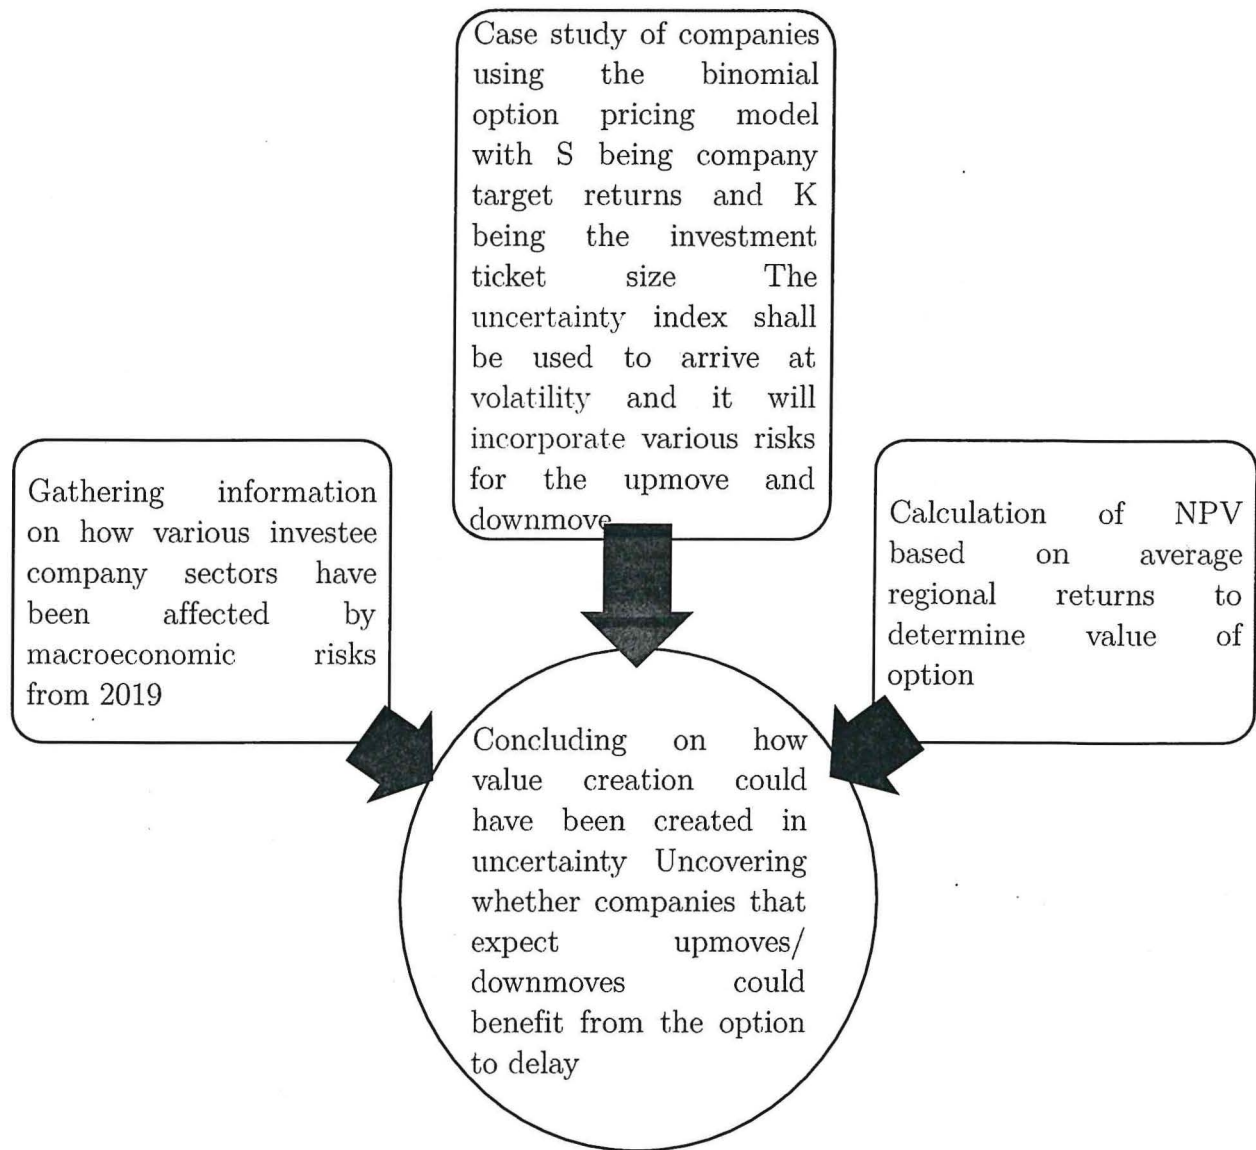 Case study of companies
using the binomial
option pricing model
with S being company
target returns and K
being the investment
ticket size The
uncertainty index shall
be used to arrive at
volatility and it will
incorporate various risks
for the upmove and
downmove
Gathering information
on how various investee
company sectors have
been affected by
macroeconomic risks
from 2019
Calculation of NPV
based on average
regional returns to
determine value of
option
Concluding on how
value creation could
have been created in
uncertainty Uncovering
whether companies that
expect upmoves/
downmoves could
benefit from the option
to delay